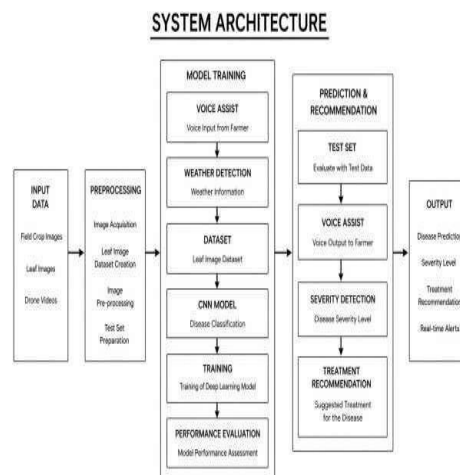 SYSTEM ARCHITECTURE
INPUT
DATA
Field Crop Images
Leaf Images
Drone Videos
PREPROCESSING
Image Acquisition
Leaf Image
Dataset Creation
Image
Pre-processing
Test Set
Preparation
MODEL TRAINING
VOICE ASSIST
Voice Input from Farmer
WEATHER DETECTION
Weather Information
DATASET
Leaf Image Dataset
CNN MODEL
Disease Classification
TRAINING
Training of Deep Learning Model
PERFORMANCE EVALUATION
Model Performance Assessment
PREDICTION &
RECOMMENDATION
TEST SET
Evaluate with Test Data
VOICE ASSIST
Voice Output to Farmer
SEVERITY DETECTION
Disease Severity Level
TREATMENT
RECOMMENDATION
Suggested Treatment
for the Disease
OUTPUT
Disease Prediction
Severity Level
Treatment
Recommendation
Real-time Alerts